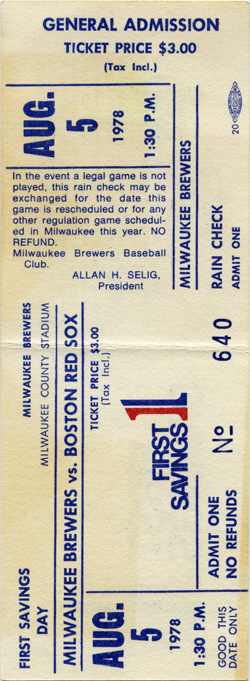 GENERAL ADMISSION
TICKET PRICE $3.00
(Tax Incl.)
AUG.
5
1978
1:30 P.M.
In the event a legal game is not
played, this rain check may be
exchanged for the date this
game is rescheduled or for any
other regulation game schedul-
ed in Milwaukee this year. NO
REFUND.
Milwaukee Brewers Baseball
Club.
ALLAN H. SELIG,
President
MILWAUKEE BREWERS
RAIN CHECK
ADMIT ONE
20
FIRST SAVINGS
DAY
MILWAUKEE BREWERS
MILWAUKEE COUNTY STADIUM
MILWAUKEE BREWERS vs. BOSTON RED SOX
TICKET PRICE $3.00
(Tax Incl.)
1
FIRST
SAVINGS
No 640
ADMIT ONE
NO REFUNDS
AUG.
5
1978
1:30 P.M.
GOOD THIS
DATE ONLY